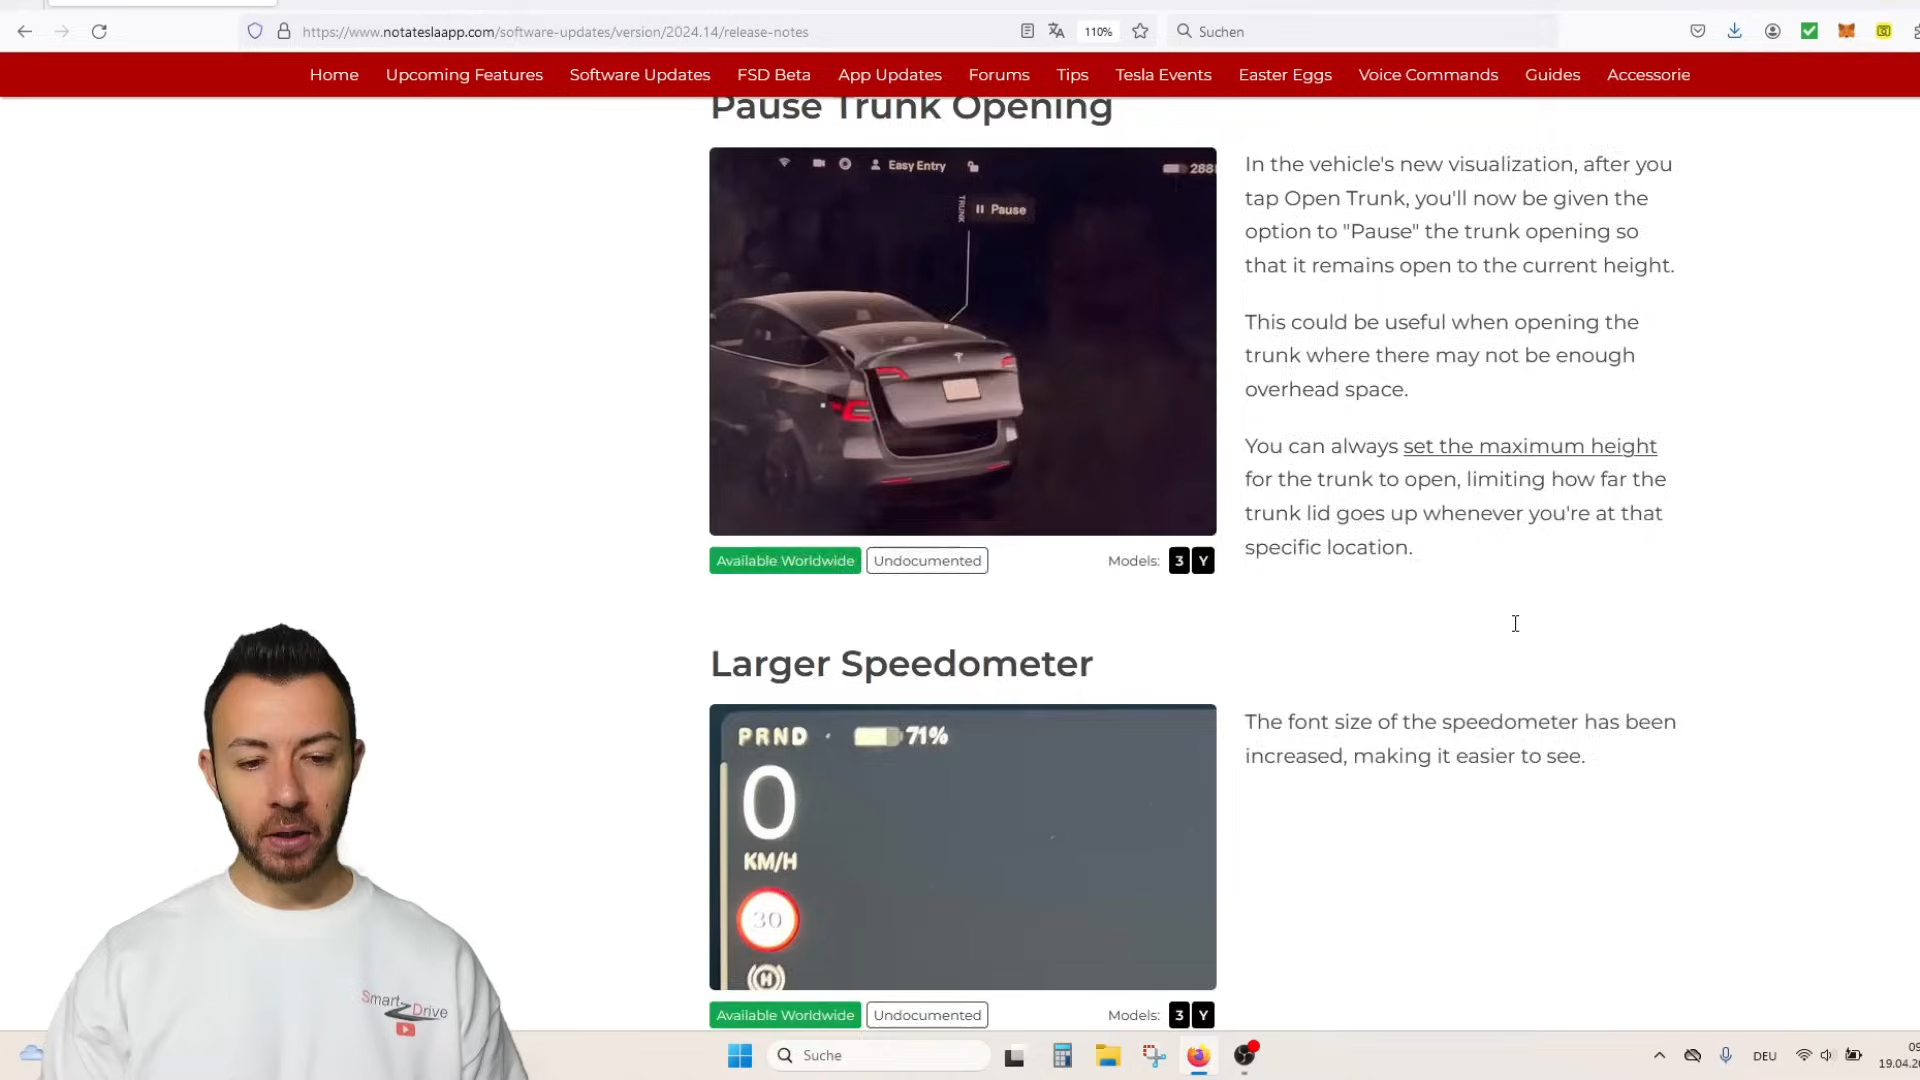 https://www.notateslaapp.com/software-updates/version/2024.14/release-notes
110%
Suchen
Home
Upcoming Features
Software Updates
FSD Beta
App Updates
Forums
Tips
Tesla Events
Easter Eggs
Voice Commands
Guides
Accessorie
Pause Trunk Opening
Easy Entry
288
TRUNK
Pause
In the vehicle's new visualization, after you
tap Open Trunk, you'll now be given the
option to "Pause" the trunk opening so
that it remains open to the current height.
This could be useful when opening the
trunk where there may not be enough
overhead space.
You can always set the maximum height
for the trunk to open, limiting how far the
trunk lid goes up whenever you're at that
specific location.
Available Worldwide
Undocumented
Models: 3 Y
Larger Speedometer
PRND
71%
0
KM/H
30
The font size of the speedometer has been
increased, making it easier to see.
Available Worldwide
Undocumented
Models: 3 Y
Smart Drive
Suche
DEU
09
19.04.2